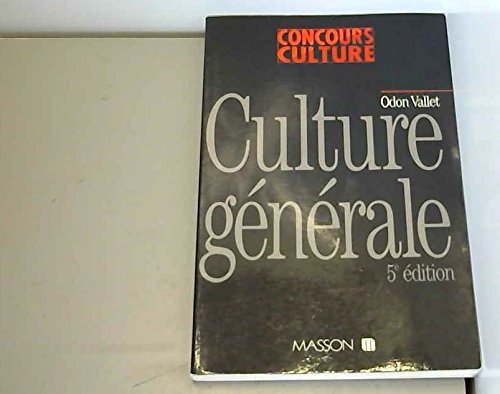 CONCOURS
CULTURE
Odon Vallet
Culture
générale
5e édition
MASSON m